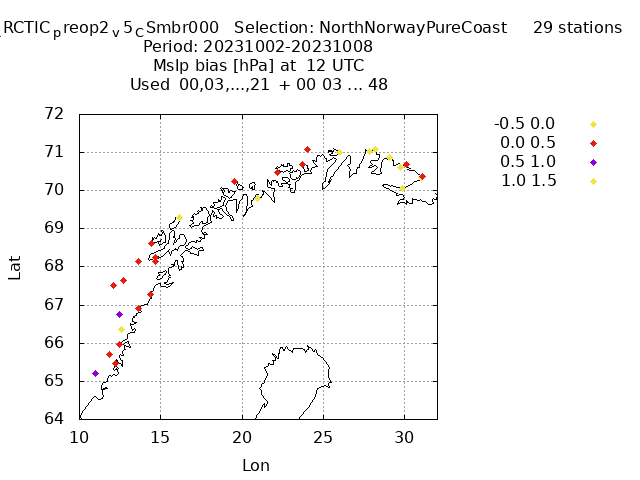 RCTIC p reop2 v 5 C Smbr000 Selection: NorthNorwayPureCoast 29 stations
Period: 20231002-20231008
Mslp bias [hPa] at 12 UTC
Used 00,03,...,21 + 00 03 ... 48
72
71
70
69
68
67
66
65
64
10 15 20 25 30
Lat
Lon
-0.5 0.0
0.0 0.5
0.5 1.0
1.0 1.5